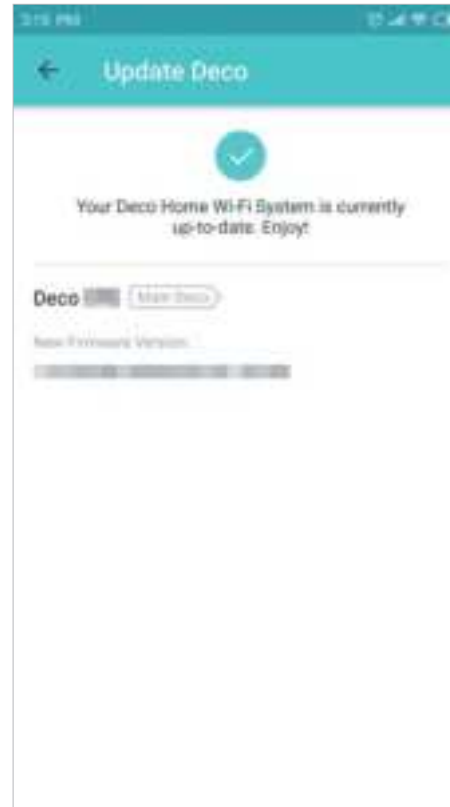 Update Deco
Your Deco Home Wi-Fi System is currently
up-to-date. Enjoy!
Deco
Main Deco
New Firmware Version